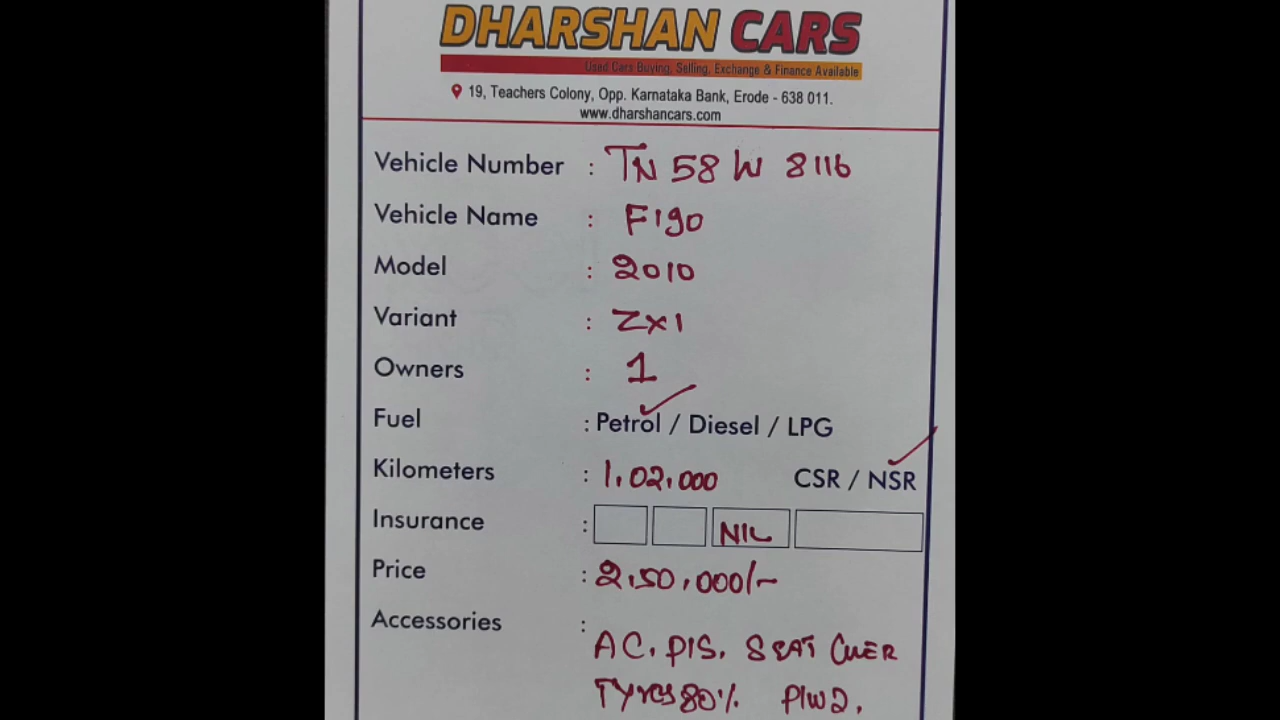 DHARSHAN CARS
Used Cars Buying, Selling, Exchange & Finance Available
19, Teachers Colony, Opp. Karnataka Bank, Erode - 638 011.
www.dharshancars.com
Vehicle Number : TN 58 W 8116
Vehicle Name : Figo
Model : 2010
Variant : ZXI
Owners : 1
Fuel : Petrol / Diesel / LPG
Kilometers : 1,02,000 CSR / NSR
Insurance : NIL
Price : 2,50,000/-
Accessories :
AC. P/S. SEAT COVER
TYRES 80% P/W 2.